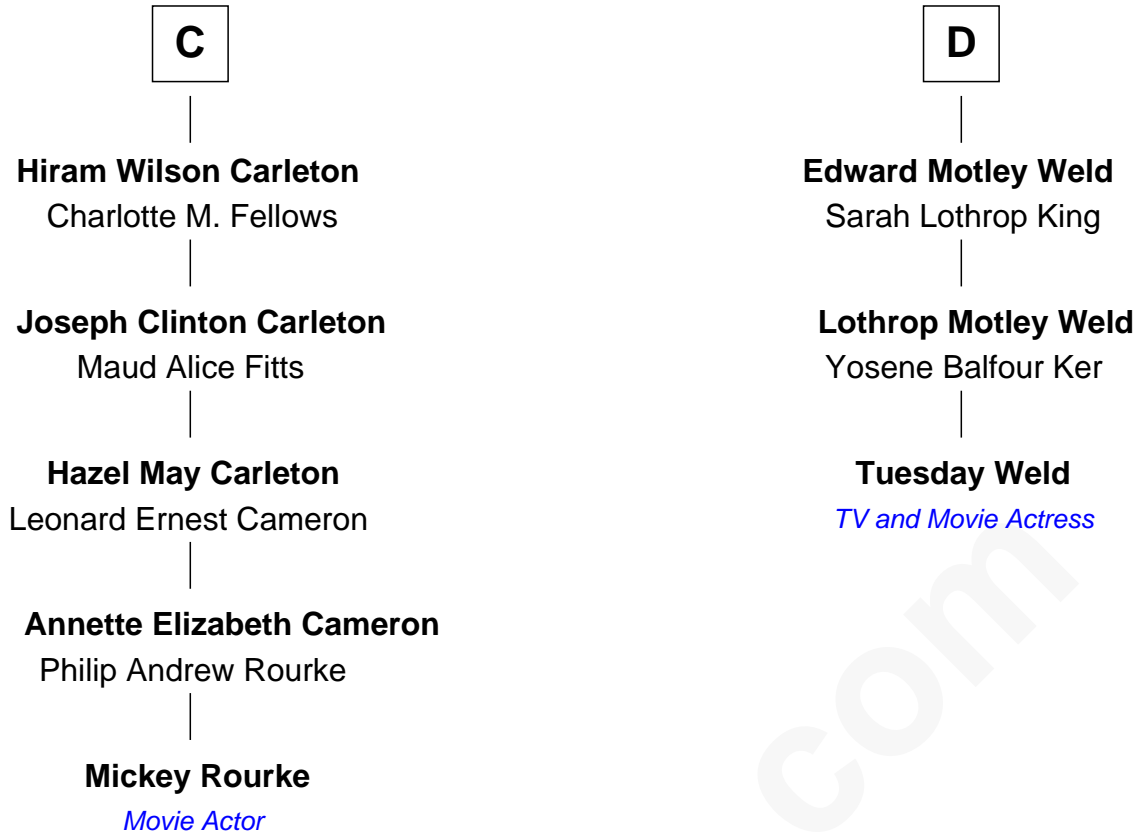 C
Hiram Wilson Carleton
Charlotte M. Fellows
Joseph Clinton Carleton
Maud Alice Fitts
Hazel May Carleton
Leonard Ernest Cameron
Annette Elizabeth Cameron
Philip Andrew Rourke
Mickey Rourke
Movie Actor
D
Edward Motley Weld
Sarah Lothrop King
Lothrop Motley Weld
Yosene Balfour Ker
Tuesday Weld
TV and Movie Actress
com